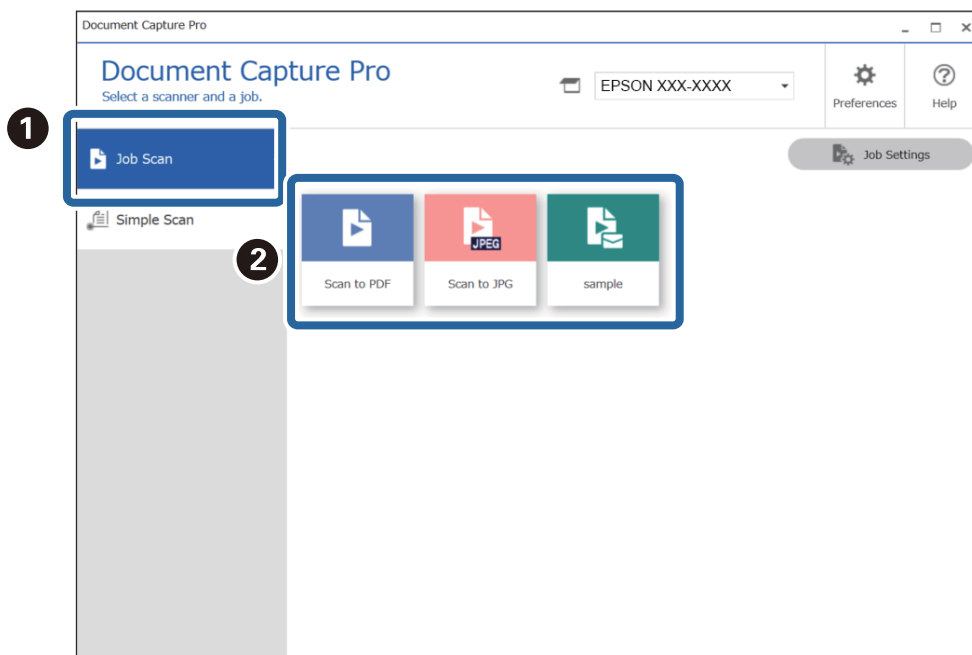 Document Capture Pro
Document Capture Pro
Select a scanner and a job.
EPSON XXX-XXXX
Preferences
Help
1
Job Scan
Job Settings
Simple Scan
2
JPEG
Scan to PDF
Scan to JPG
sample